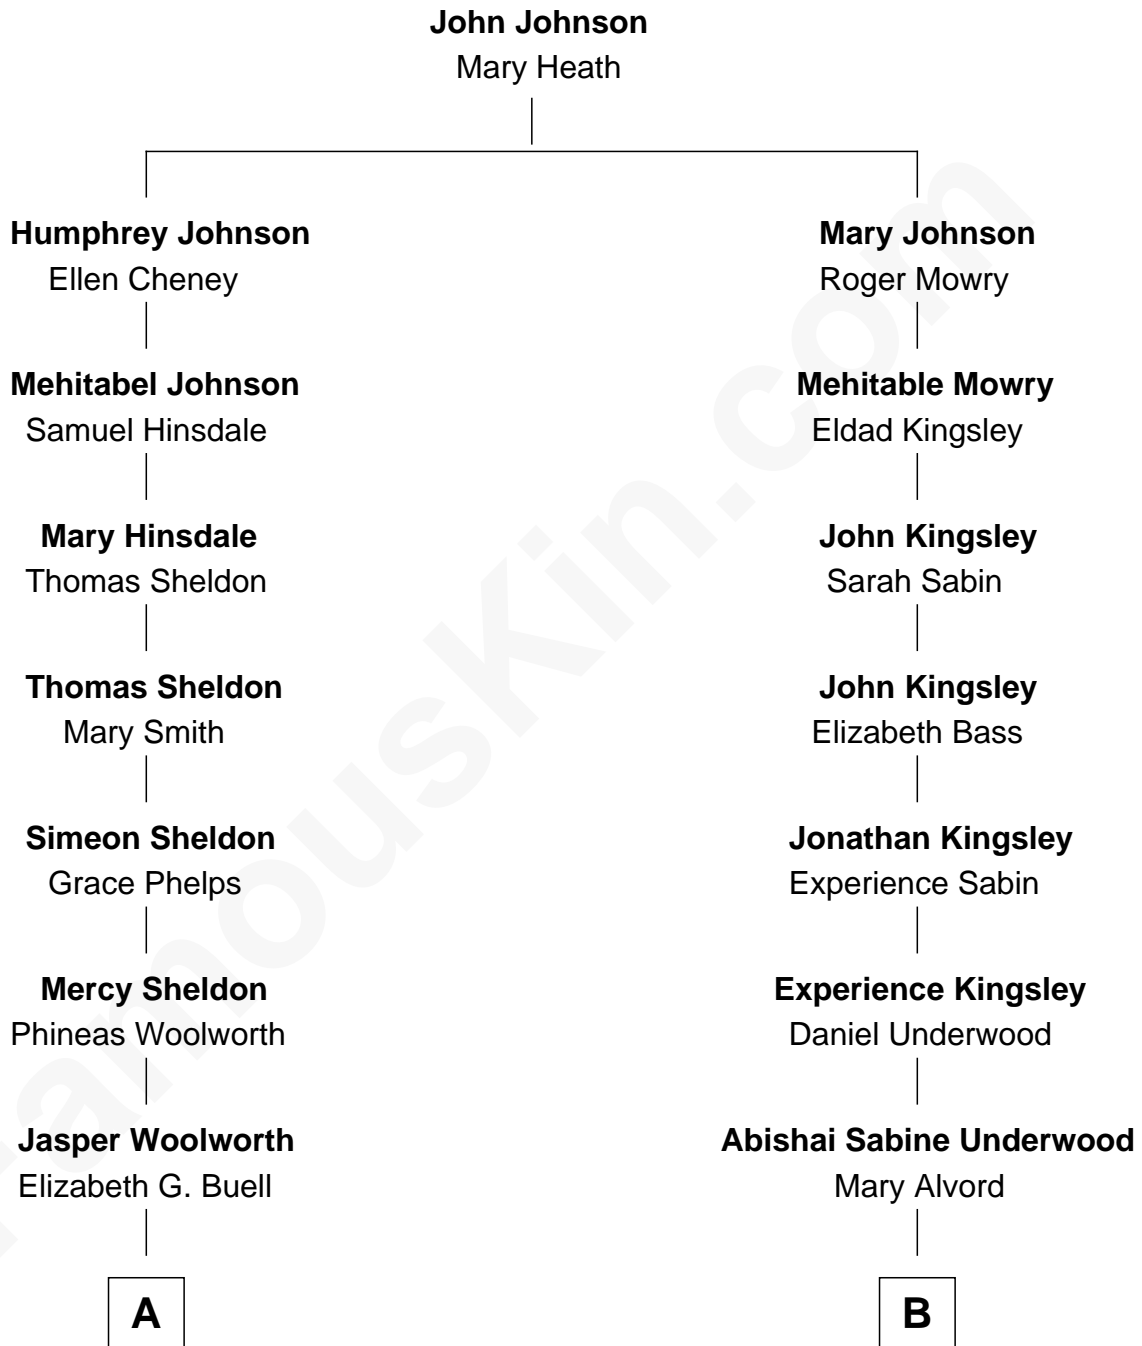 John Johnson
Mary Heath
Humphrey Johnson
Ellen Cheney
Mary Johnson
Roger Mowry
Mehitabel Johnson
Samuel Hinsdale
Mehitable Mowry
Eldad Kingsley
Mary Hinsdale
Thomas Sheldon
John Kingsley
Sarah Sabin
Thomas Sheldon
Mary Smith
John Kingsley
Elizabeth Bass
Simeon Sheldon
Grace Phelps
Jonathan Kingsley
Experience Sabin
Mercy Sheldon
Phineas Woolworth
Experience Kingsley
Daniel Underwood
Jasper Woolworth
Elizabeth G. Buell
Abishai Sabine Underwood
Mary Alvord
A
B
FamousKin.com